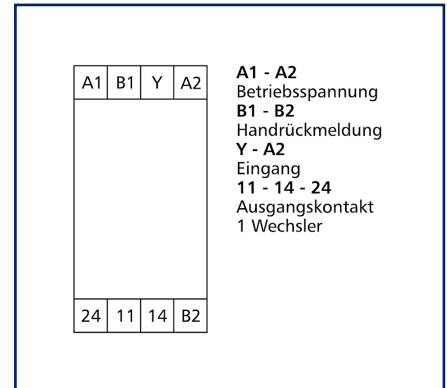 A1 B1 Y A2
24 11 14 B2
A1 - A2
Betriebsspannung
B1 - B2
Handrückmeldung
Y - A2
Eingang
11 - 14 - 24
Ausgangskontakt
1 Wechsler